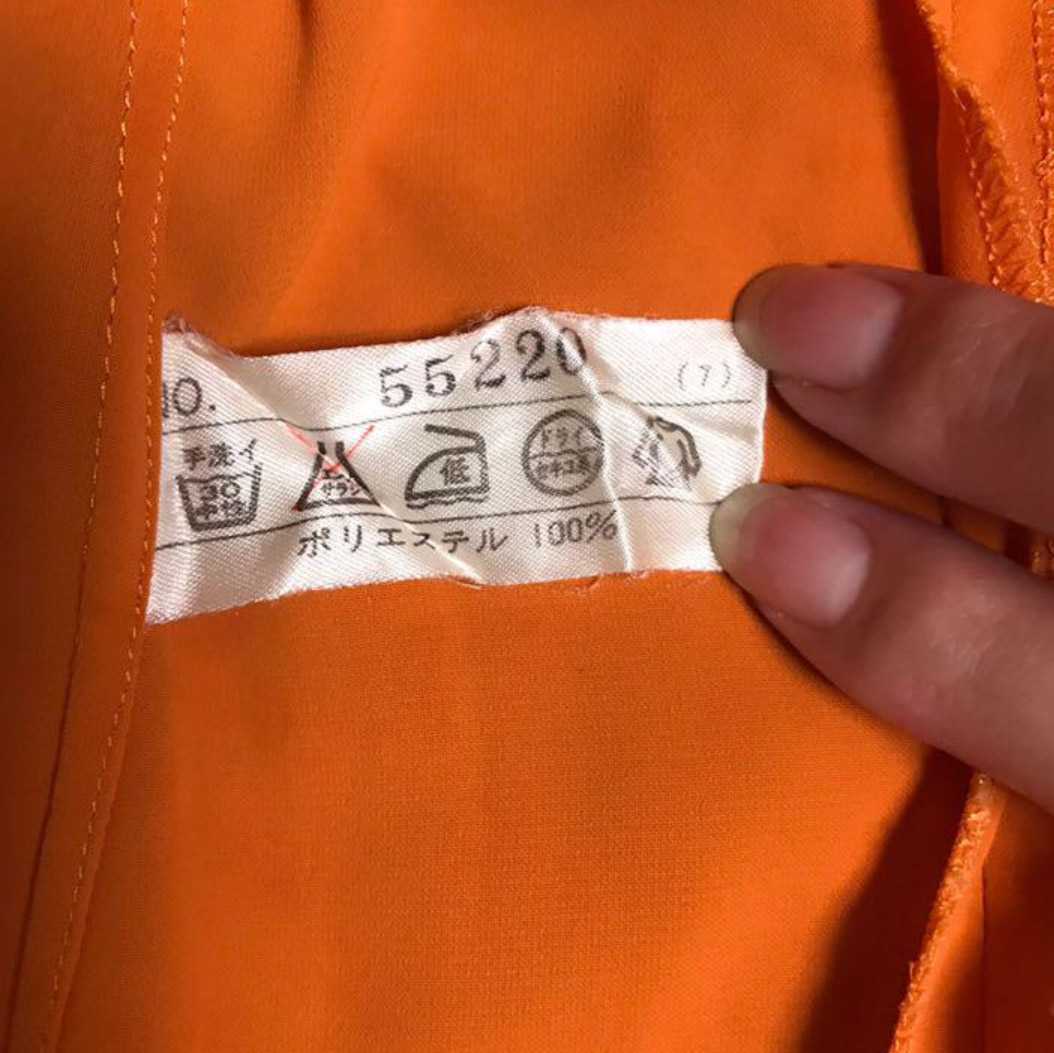 NO. 55220 (7)
手洗イ
30
中性
サラシ
低
ドライ
セキユ系
ポリエステル 100%